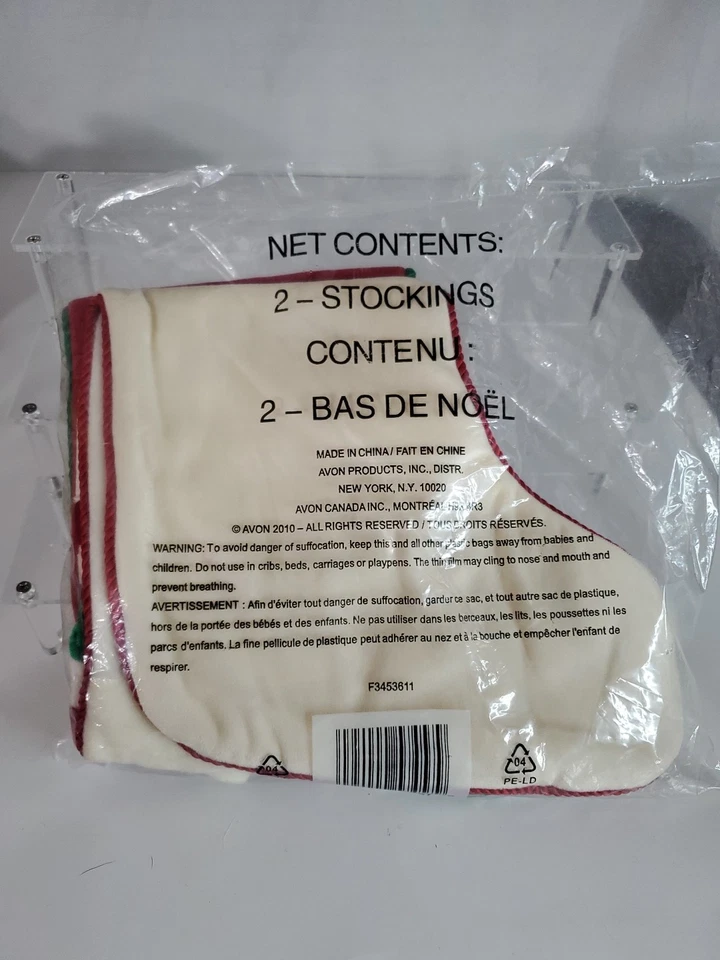 NET CONTENTS:
2 – STOCKINGS
CONTENU :
2 – BAS DE NOËL
MADE IN CHINA / FAIT EN CHINE
AVON PRODUCTS, INC., DISTR.
NEW YORK, N.Y. 10020
AVON CANADA INC., MONTRÉAL H9R 4R3
© AVON 2010 – ALL RIGHTS RESERVED / TOUS DROITS RÉSERVÉS.
WARNING: To avoid danger of suffocation, keep this and all other plastic bags away from babies and
children. Do not use in cribs, beds, carriages or playpens. The thin film may cling to nose and mouth and
prevent breathing.
AVERTISSEMENT : Afin d'éviter tout danger de suffocation, garder ce sac, et tout autre sac de plastique,
hors de la portée des bébés et des enfants. Ne pas utiliser dans les berceaux, les lits, les poussettes ni les
parcs d'enfants. La fine pellicule de plastique peut adhérer au nez et à la bouche et empêcher l'enfant de
respirer.
F3453611
04
04
PE-LD